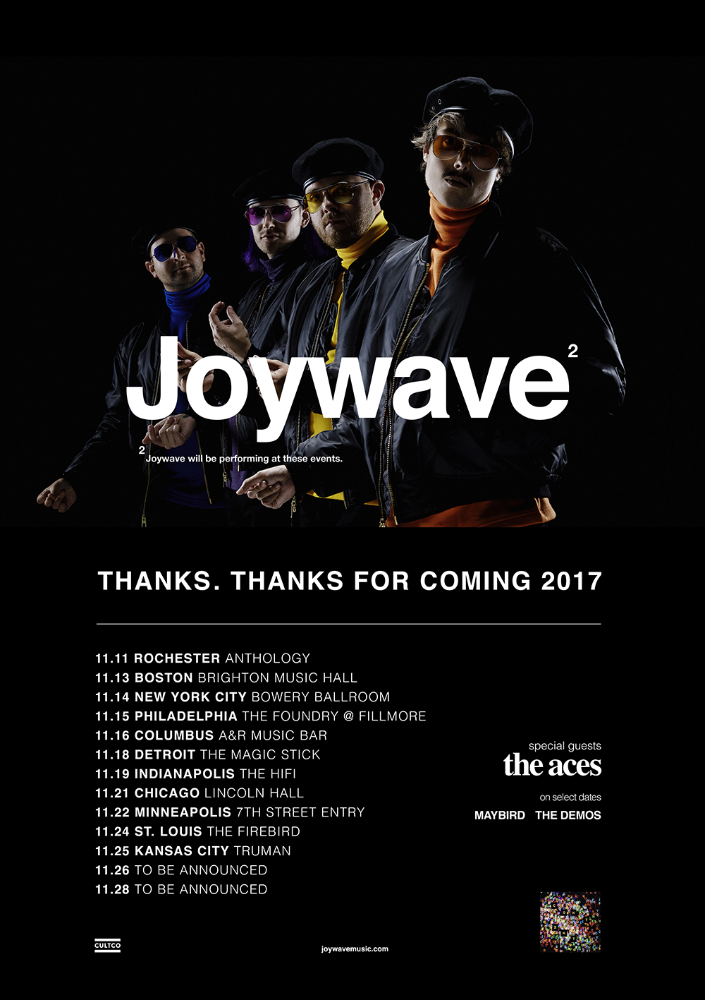 Joywave²
²Joywave will be performing at these events.
THANKS. THANKS FOR COMING 2017
11.11 ROCHESTER ANTHOLOGY
11.13 BOSTON BRIGHTON MUSIC HALL
11.14 NEW YORK CITY BOWERY BALLROOM
11.15 PHILADELPHIA THE FOUNDRY @ FILLMORE
11.16 COLUMBUS A&R MUSIC BAR
11.18 DETROIT THE MAGIC STICK
11.19 INDIANAPOLIS THE HIFI
11.21 CHICAGO LINCOLN HALL
11.22 MINNEAPOLIS 7TH STREET ENTRY
11.24 ST. LOUIS THE FIREBIRD
11.25 KANSAS CITY TRUMAN
11.26 TO BE ANNOUNCED
11.28 TO BE ANNOUNCED
special guests
the aces
on select dates
MAYBIRD THE DEMOS
CULTCO
joywavemusic.com